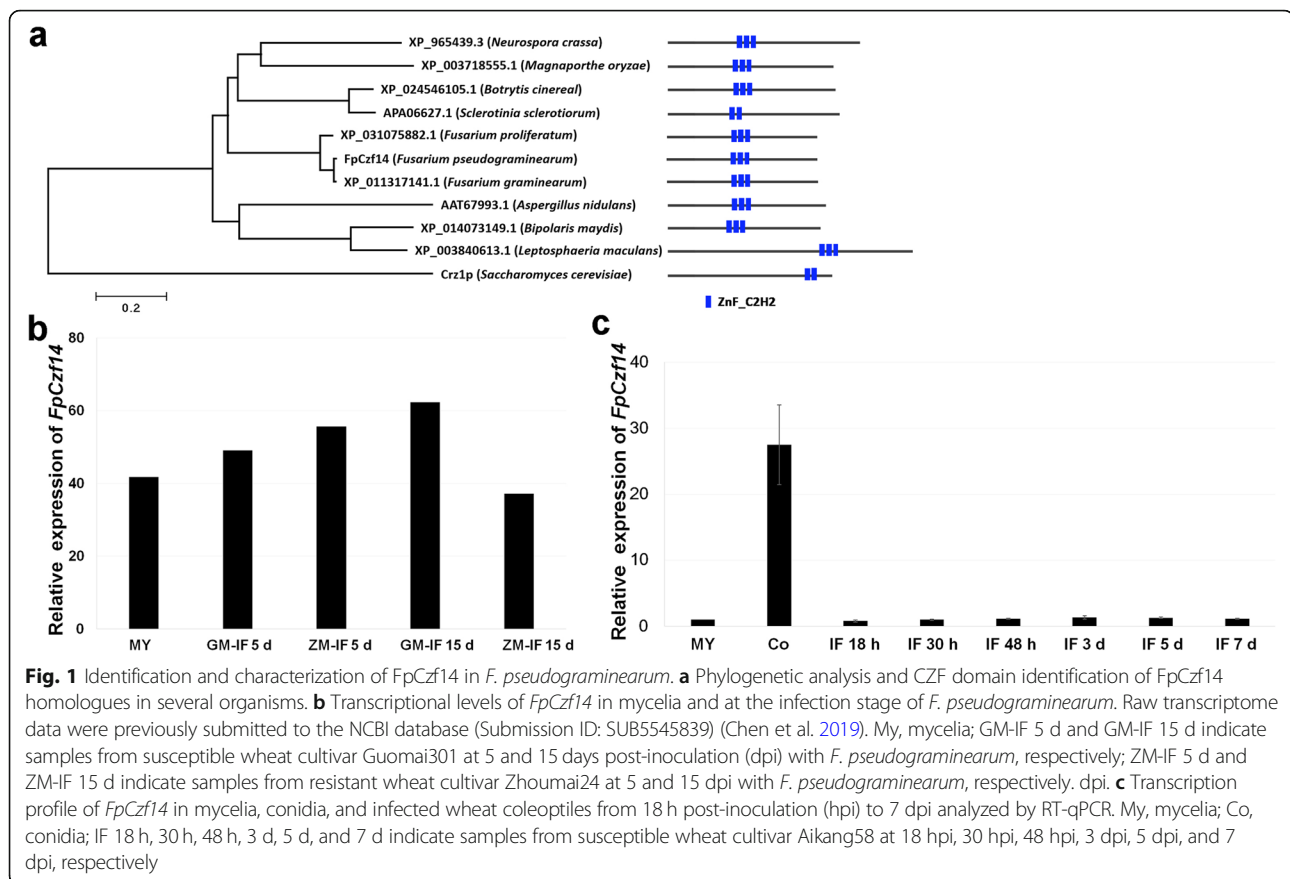 a
XP_965439.3 (Neurospora crassa)
XP_003718555.1 (Magnaporthe oryzae)
XP_024546105.1 (Botrytis cinereal)
APA06627.1 (Sclerotinia sclerotiorum)
XP_031075882.1 (Fusarium proliferatum)
FpCzf14 (Fusarium pseudograminearum)
XP_011317141.1 (Fusarium graminearum)
AAT67993.1 (Aspergillus nidulans)
XP_014073149.1 (Bipolaris maydis)
XP_003840613.1 (Leptosphaeria maculans)
Crz1p (Saccharomyces cerevisiae)
0.2
ZnF_C2H2
b
Relative expression of FpCzf14
80
60
40
20
0
MY GM-IF 5 d ZM-IF 5 d GM-IF 15 d ZM-IF 15 d
c
Relative expression of FpCzf14
40
30
20
10
0
MY Co IF 18 h IF 30 h IF 48 h IF 3 d IF 5 d IF 7 d
Fig. 1 Identification and characterization of FpCzf14 in F. pseudograminearum. a Phylogenetic analysis and CZF domain identification of FpCzf14
homologues in several organisms. b Transcriptional levels of FpCzf14 in mycelia and at the infection stage of F. pseudograminearum. Raw transcriptome
data were previously submitted to the NCBI database (Submission ID: SUB5545839) (Chen et al. 2019). My, mycelia; GM-IF 5 d and GM-IF 15 d indicate
samples from susceptible wheat cultivar Guomai301 at 5 and 15 days post-inoculation (dpi) with F. pseudograminearum, respectively; ZM-IF 5 d and
ZM-IF 15 d indicate samples from resistant wheat cultivar Zhoumai24 at 5 and 15 dpi with F. pseudograminearum, respectively. dpi. c Transcription
profile of FpCzf14 in mycelia, conidia, and infected wheat coleoptiles from 18 h post-inoculation (hpi) to 7 dpi analyzed by RT-qPCR. My, mycelia; Co,
conidia; IF 18 h, 30 h, 48 h, 3 d, 5 d, and 7 d indicate samples from susceptible wheat cultivar Aikang58 at 18 hpi, 30 hpi, 48 hpi, 3 dpi, 5 dpi, and 7
dpi, respectively